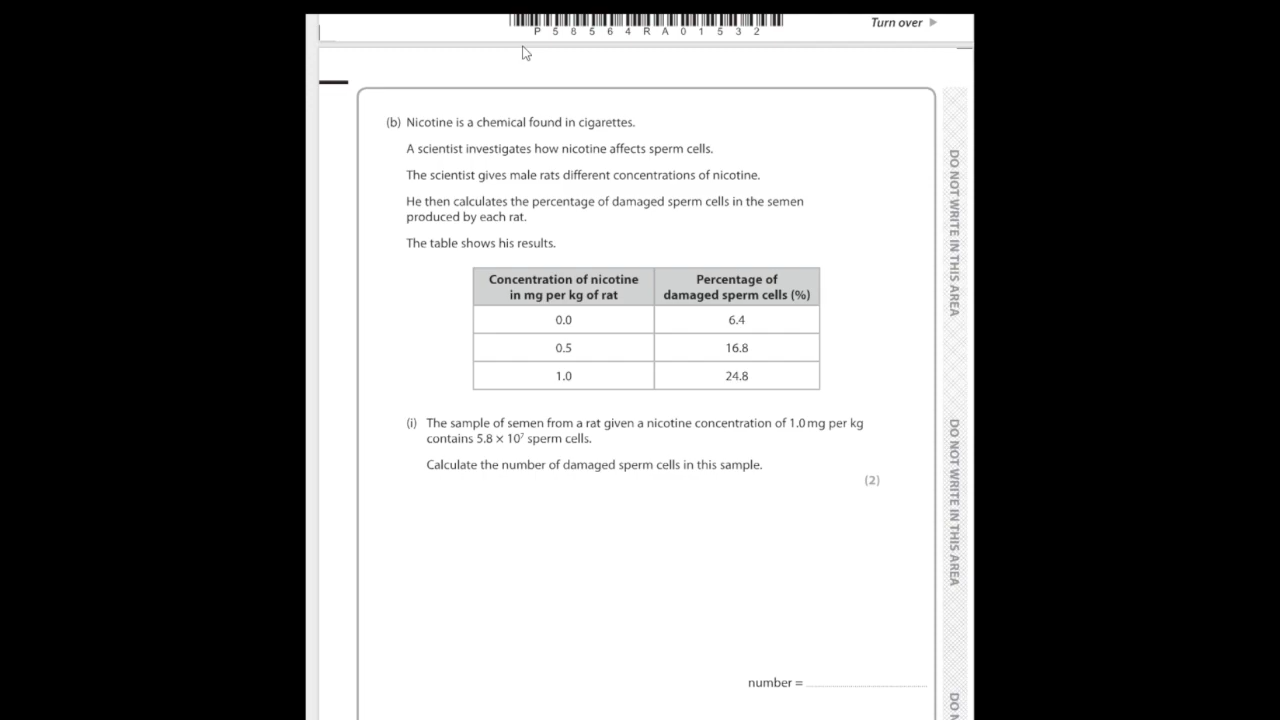 P 5 8 5 6 4 R A 0 1 5 3 2
Turn over
(b) Nicotine is a chemical found in cigarettes.
A scientist investigates how nicotine affects sperm cells.
The scientist gives male rats different concentrations of nicotine.
He then calculates the percentage of damaged sperm cells in the semen
produced by each rat.
The table shows his results.
Concentration of nicotine
in mg per kg of rat
Percentage of
damaged sperm cells (%)
0.0 6.4
0.5 16.8
1.0 24.8
(i) The sample of semen from a rat given a nicotine concentration of 1.0 mg per kg
contains 5.8 × 10⁷ sperm cells.
Calculate the number of damaged sperm cells in this sample.
(2)
number =
DO NOT WRITE IN THIS AREA
DO NOT WRITE IN THIS AREA
DO N